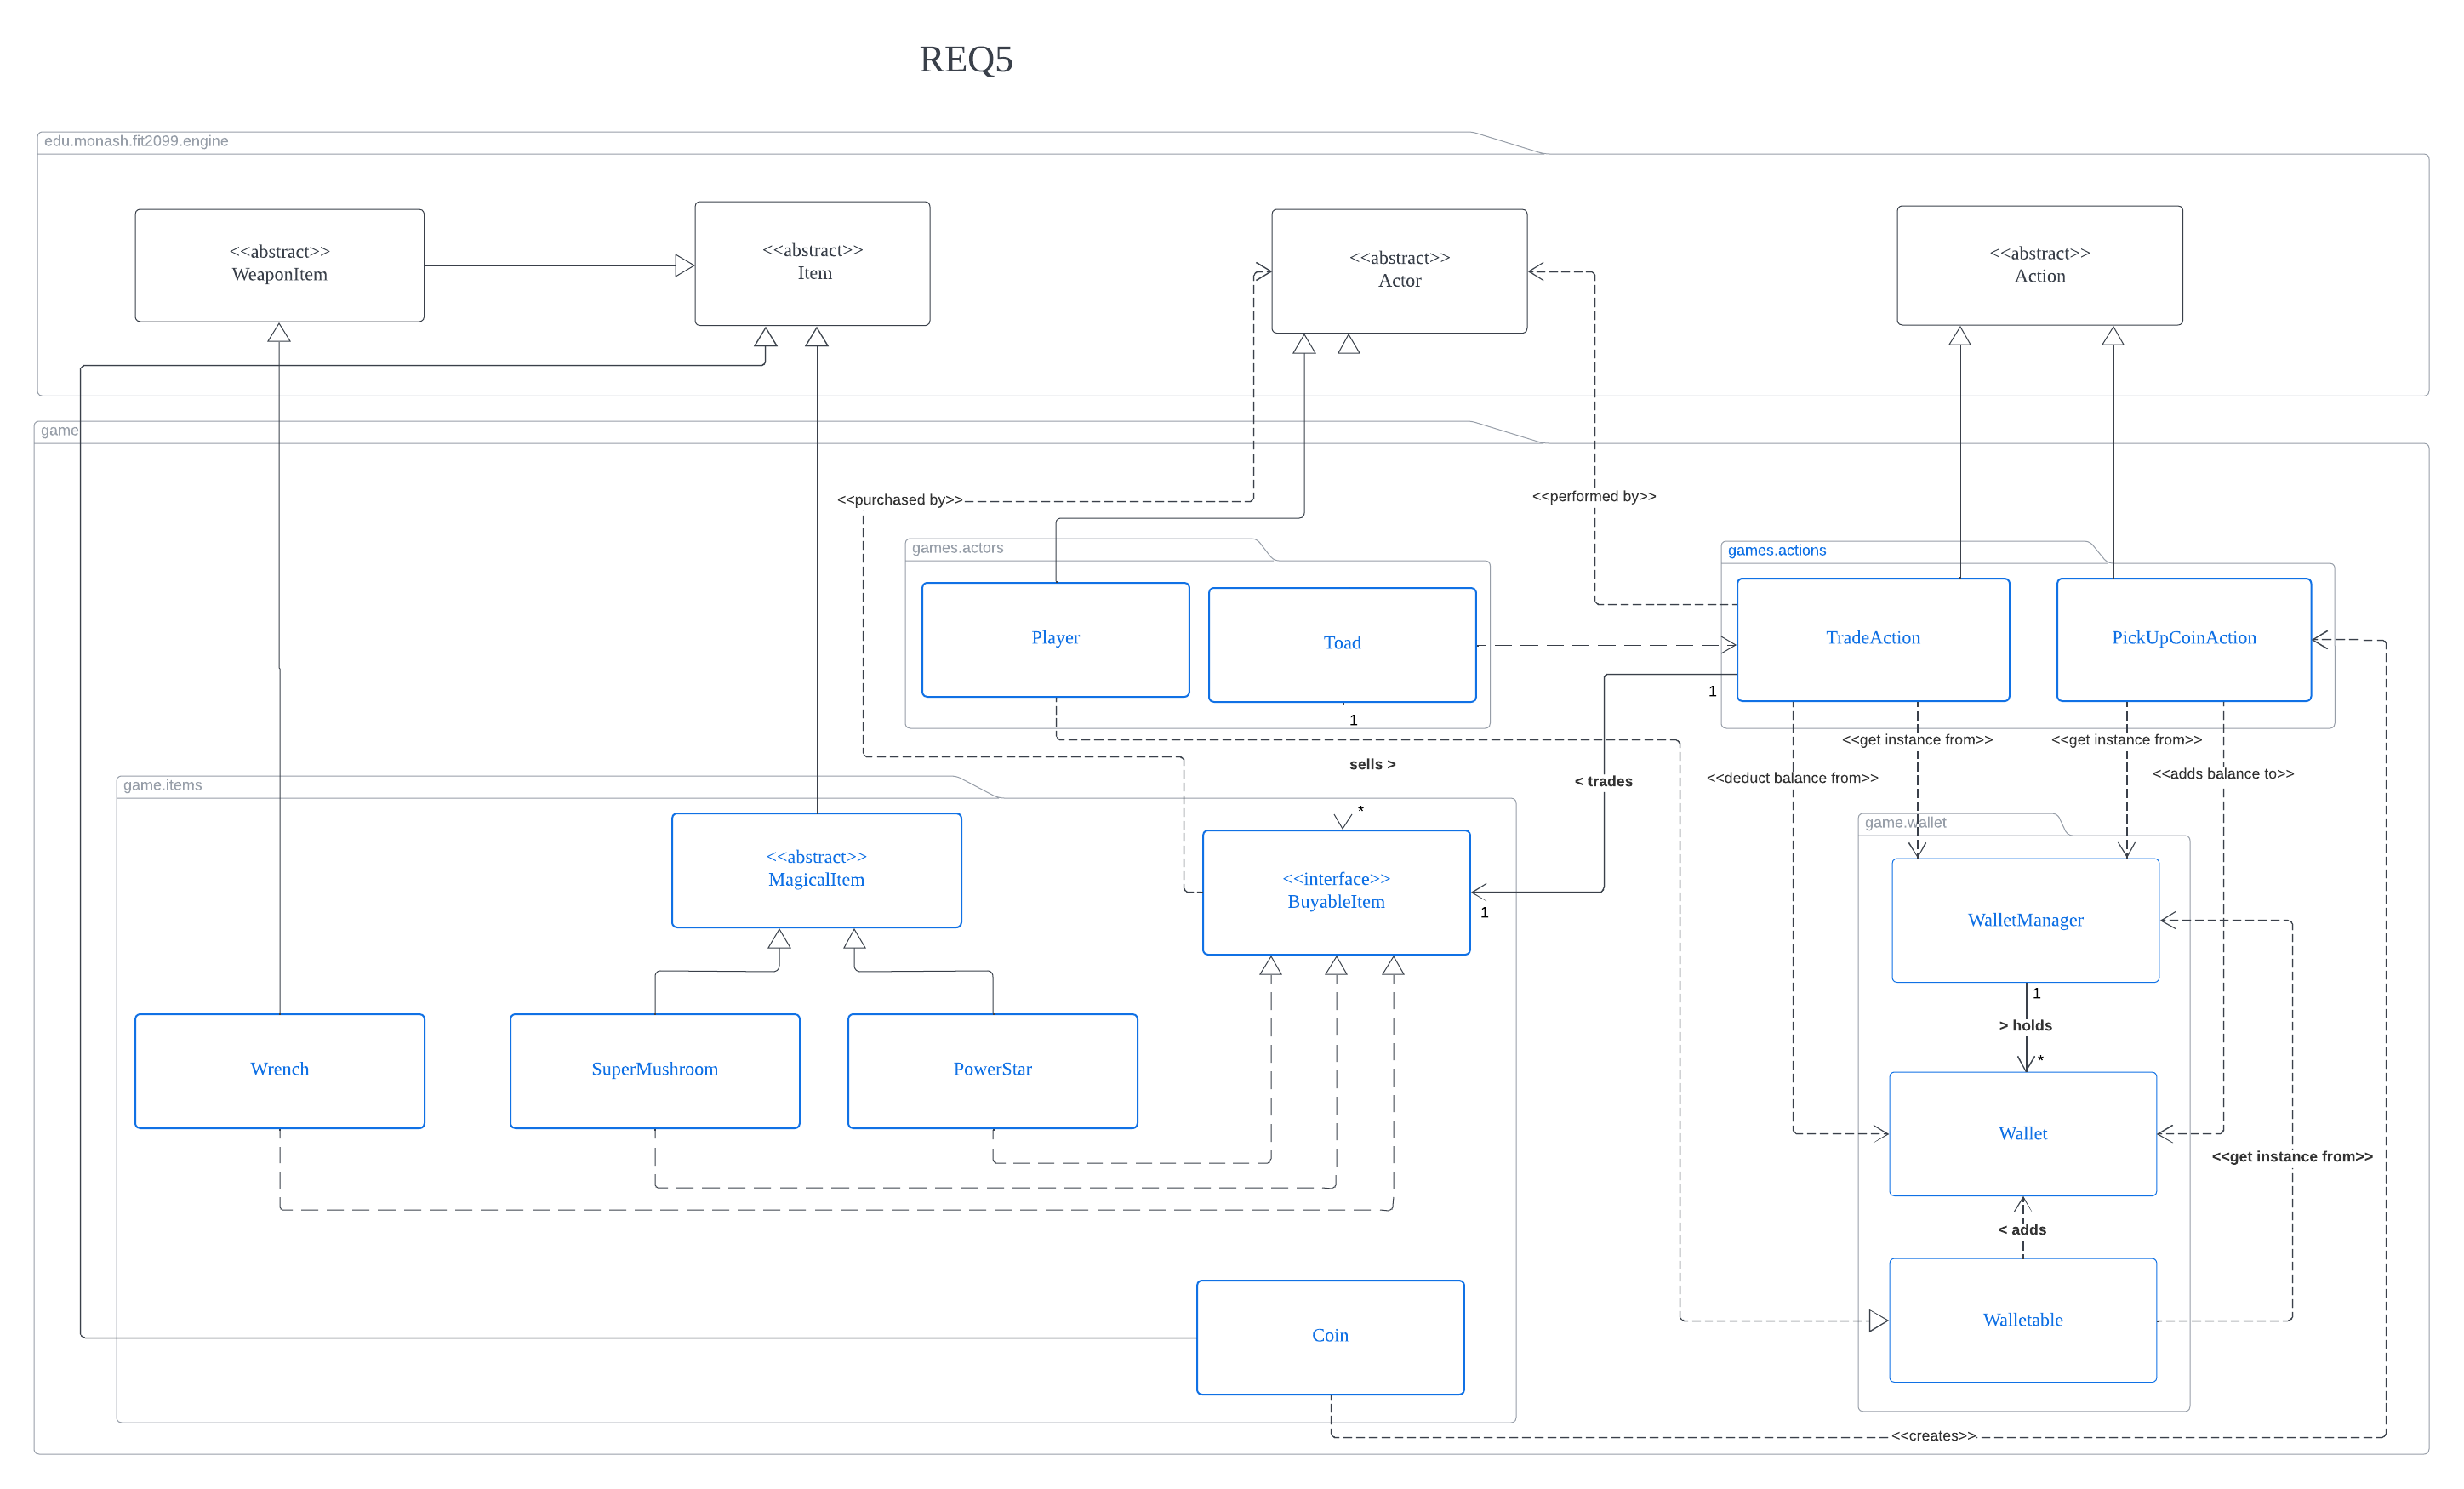 REQ5
edu.monash.fit2099.engine
<<abstract>>
WeaponItem
<<abstract>>
Item
<<abstract>>
Actor
<<abstract>>
Action
game
<<purchased by>>
<<performed by>>
games.actors
games.actions
Player
Toad
TradeAction
PickUpCoinAction
1
1
<<get instance from>>
<<get instance from>>
sells >
< trades
<<deduct balance from>>
<<adds balance to>>
game.items
*
game.wallet
<<abstract>>
MagicalItem
<<interface>>
BuyableItem
1
WalletManager
1
> holds
*
Wrench
SuperMushroom
PowerStar
Wallet
<<get instance from>>
< adds
Walletable
Coin
<<creates>>